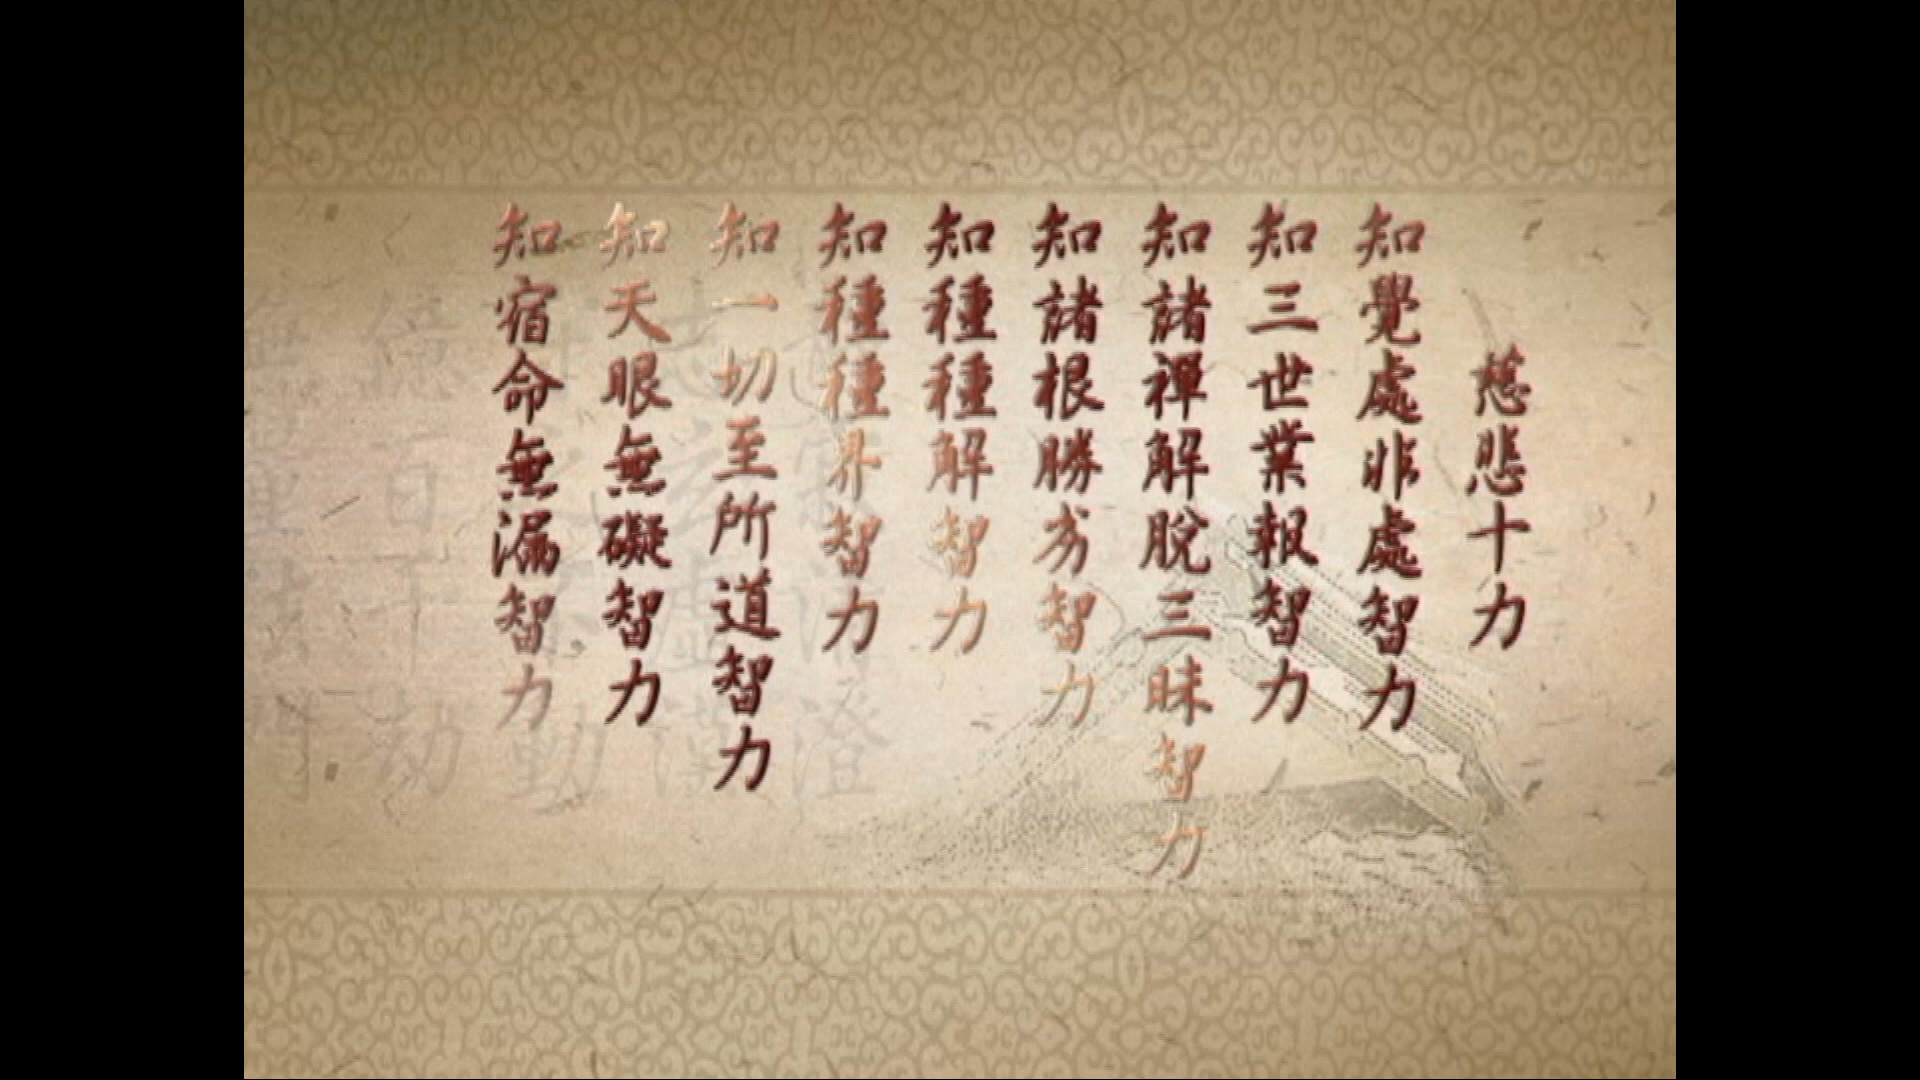 慈悲十力
知覺處非處智力
知三世業報智力
知諸禪解脫三昧智力
知諸根勝劣智力
知種種解智力
知種種界智力
知一切至所道智力
知天眼無礙智力
知宿命無漏智力